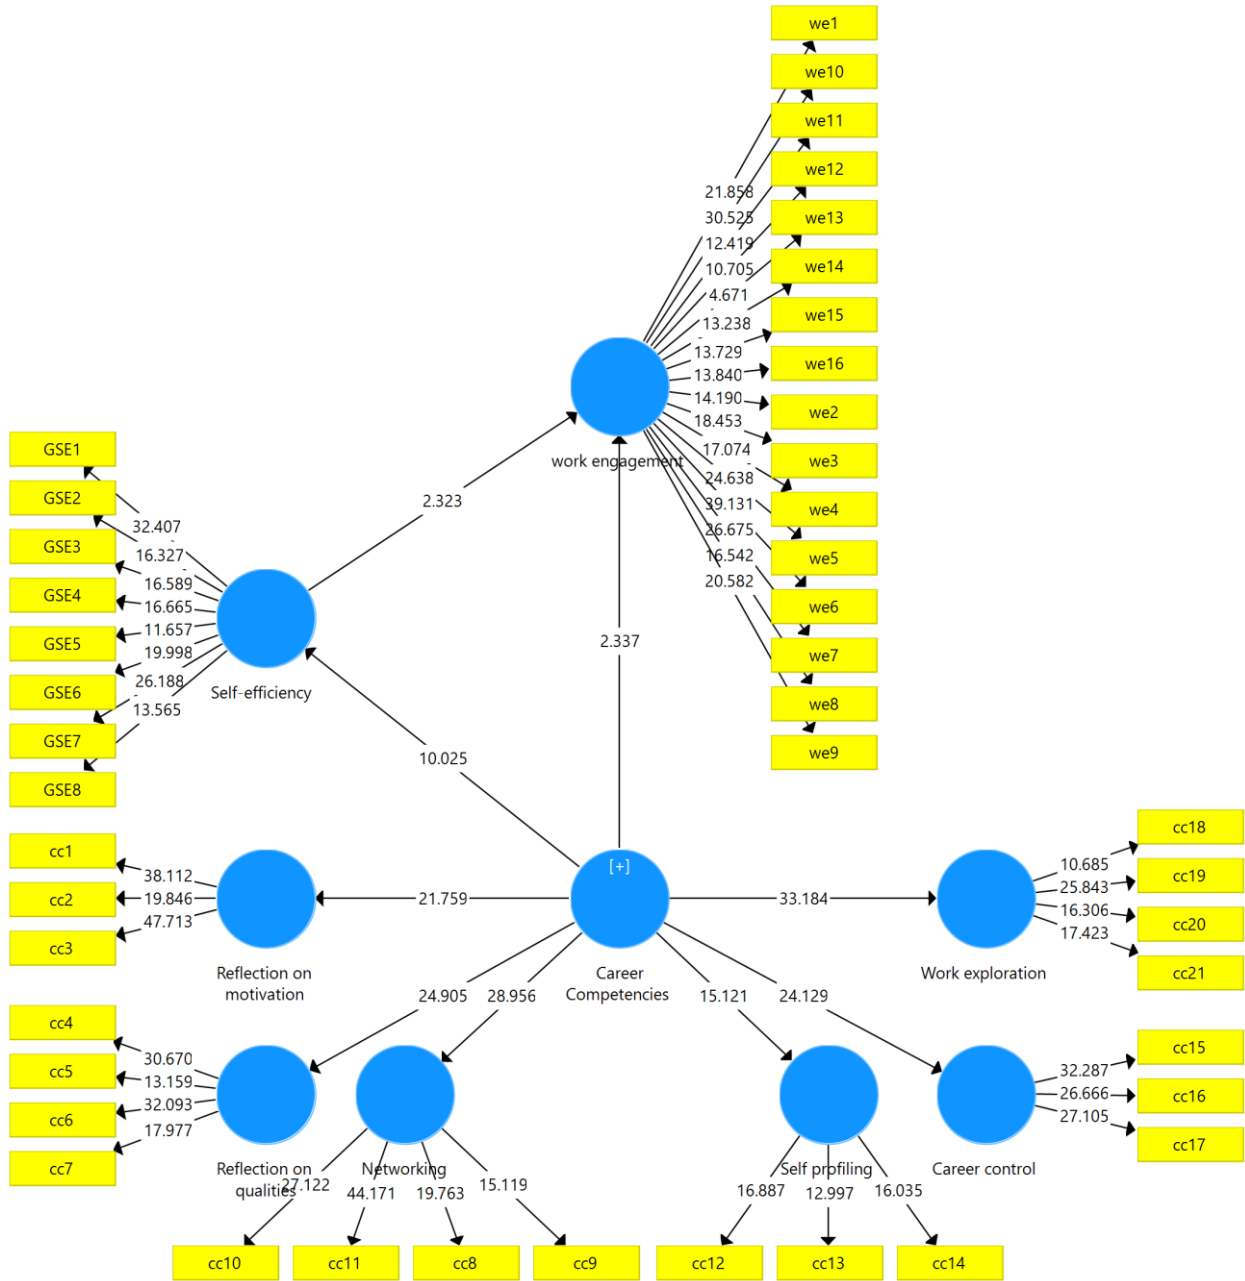 we1
we10
we11
we12
we13
we14
we15
we16
we2
we3
we4
we5
we6
we7
we8
we9
21.858
30.525
12.419
10.705
4.671
13.238
13.729
13.840
14.190
18.453
17.074
24.638
39.131
26.675
16.542
20.582
work engagement
2.323
2.337
10.025
GSE1
GSE2
GSE3
GSE4
GSE5
GSE6
GSE7
GSE8
32.407
16.327
16.589
16.665
11.657
19.998
26.188
13.565
Self-efficiency
cc1
cc2
cc3
38.112
19.846
47.713
Reflection on
motivation
21.759
[+]
Career
Competencies
33.184
Work exploration
10.685
25.843
16.306
17.423
cc18
cc19
cc20
cc21
24.905
28.956
15.121
24.129
cc4
cc5
cc6
cc7
30.670
13.159
32.093
17.977
Reflection on
qualities
Networking
27.122
44.171
19.763
15.119
cc10
cc11
cc8
cc9
Self profiling
16.887
12.997
16.035
cc12
cc13
cc14
Career control
32.287
26.666
27.105
cc15
cc16
cc17